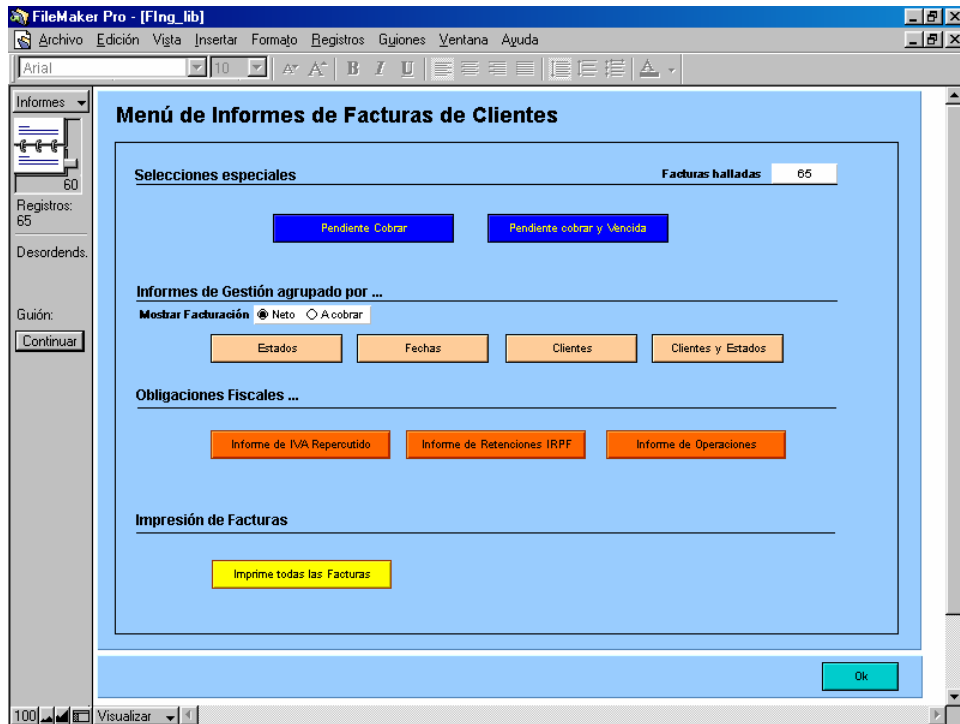 FileMaker Pro - [FIng_lib]
Archivo Edición Vista Insertar Formato Registros Guiones Ventana Ayuda
Arial 10 B I U A
Informes
60
Registros:
65
Desordends.
Guión:
Continuar
Menú de Informes de Facturas de Clientes
Selecciones especiales Facturas halladas 65
Pendiente Cobrar Pendiente cobrar y Vencida
Informes de Gestión agrupado por ...
Mostrar Facturación Neto A cobrar
Estados Fechas Clientes Clientes y Estados
Obligaciones Fiscales ...
Informe de IVA Repercutido Informe de Retenciones IRPF Informe de Operaciones
Impresión de Facturas
Imprime todas las Facturas
Ok
100 Visualizar